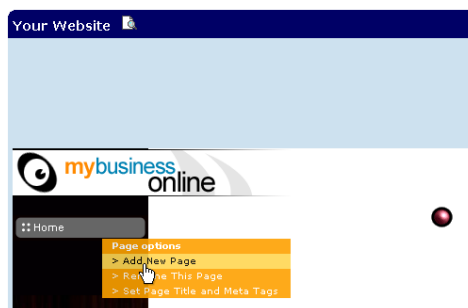 Your Website
mybusiness
online
:: Home
Page options
> Add New Page
> Rename This Page
> Set Page Title and Meta Tags